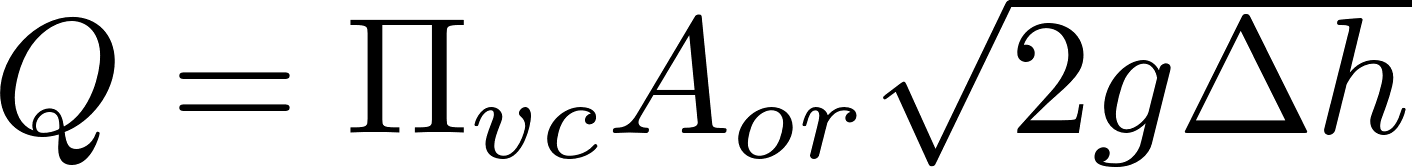 Q = Π_{vc} A_{or} √(2gΔh)